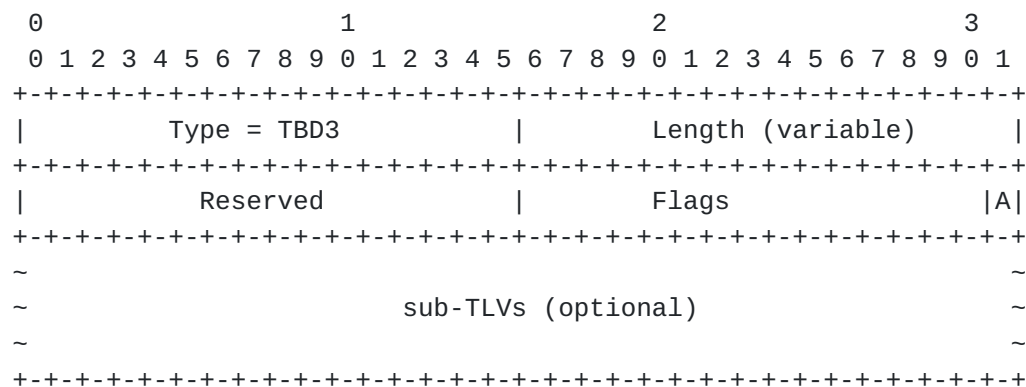 0                   1                   2                   3
 0 1 2 3 4 5 6 7 8 9 0 1 2 3 4 5 6 7 8 9 0 1 2 3 4 5 6 7 8 9 0 1
+-+-+-+-+-+-+-+-+-+-+-+-+-+-+-+-+-+-+-+-+-+-+-+-+-+-+-+-+-+-+-+-+
|         Type = TBD3           |        Length (variable)      |
+-+-+-+-+-+-+-+-+-+-+-+-+-+-+-+-+-+-+-+-+-+-+-+-+-+-+-+-+-+-+-+-+
|           Reserved            |        Flags                |A|
+-+-+-+-+-+-+-+-+-+-+-+-+-+-+-+-+-+-+-+-+-+-+-+-+-+-+-+-+-+-+-+-+
~                                                               ~
~                        sub-TLVs (optional)                    ~
~                                                               ~
+-+-+-+-+-+-+-+-+-+-+-+-+-+-+-+-+-+-+-+-+-+-+-+-+-+-+-+-+-+-+-+-+